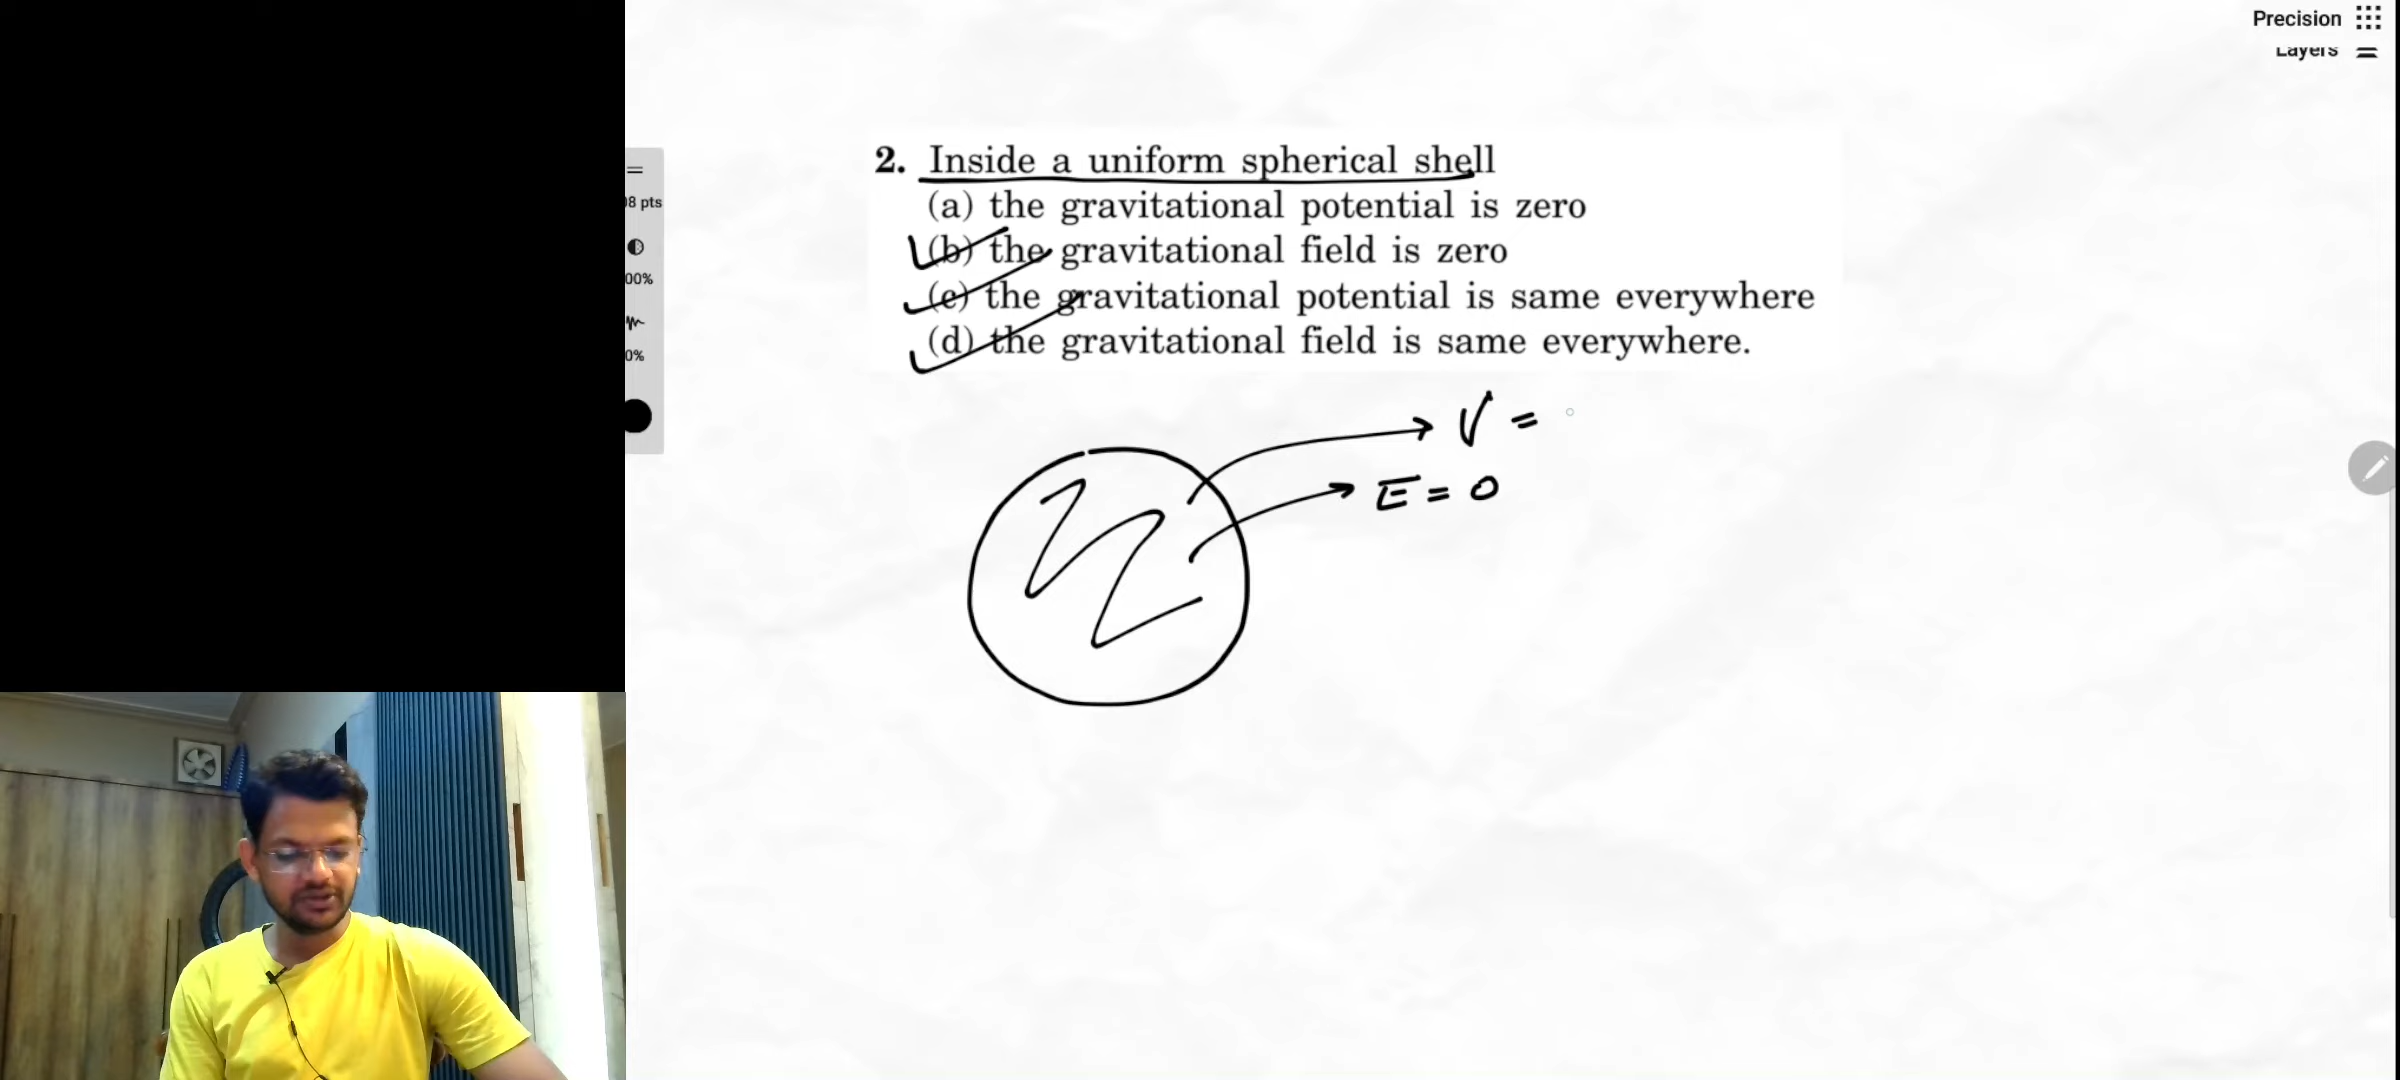 Precision
Layers
8 pts
00%
0%
2. Inside a uniform spherical shell
(a) the gravitational potential is zero
(b) the gravitational field is zero
(c) the gravitational potential is same everywhere
(d) the gravitational field is same everywhere.
V =
E = 0